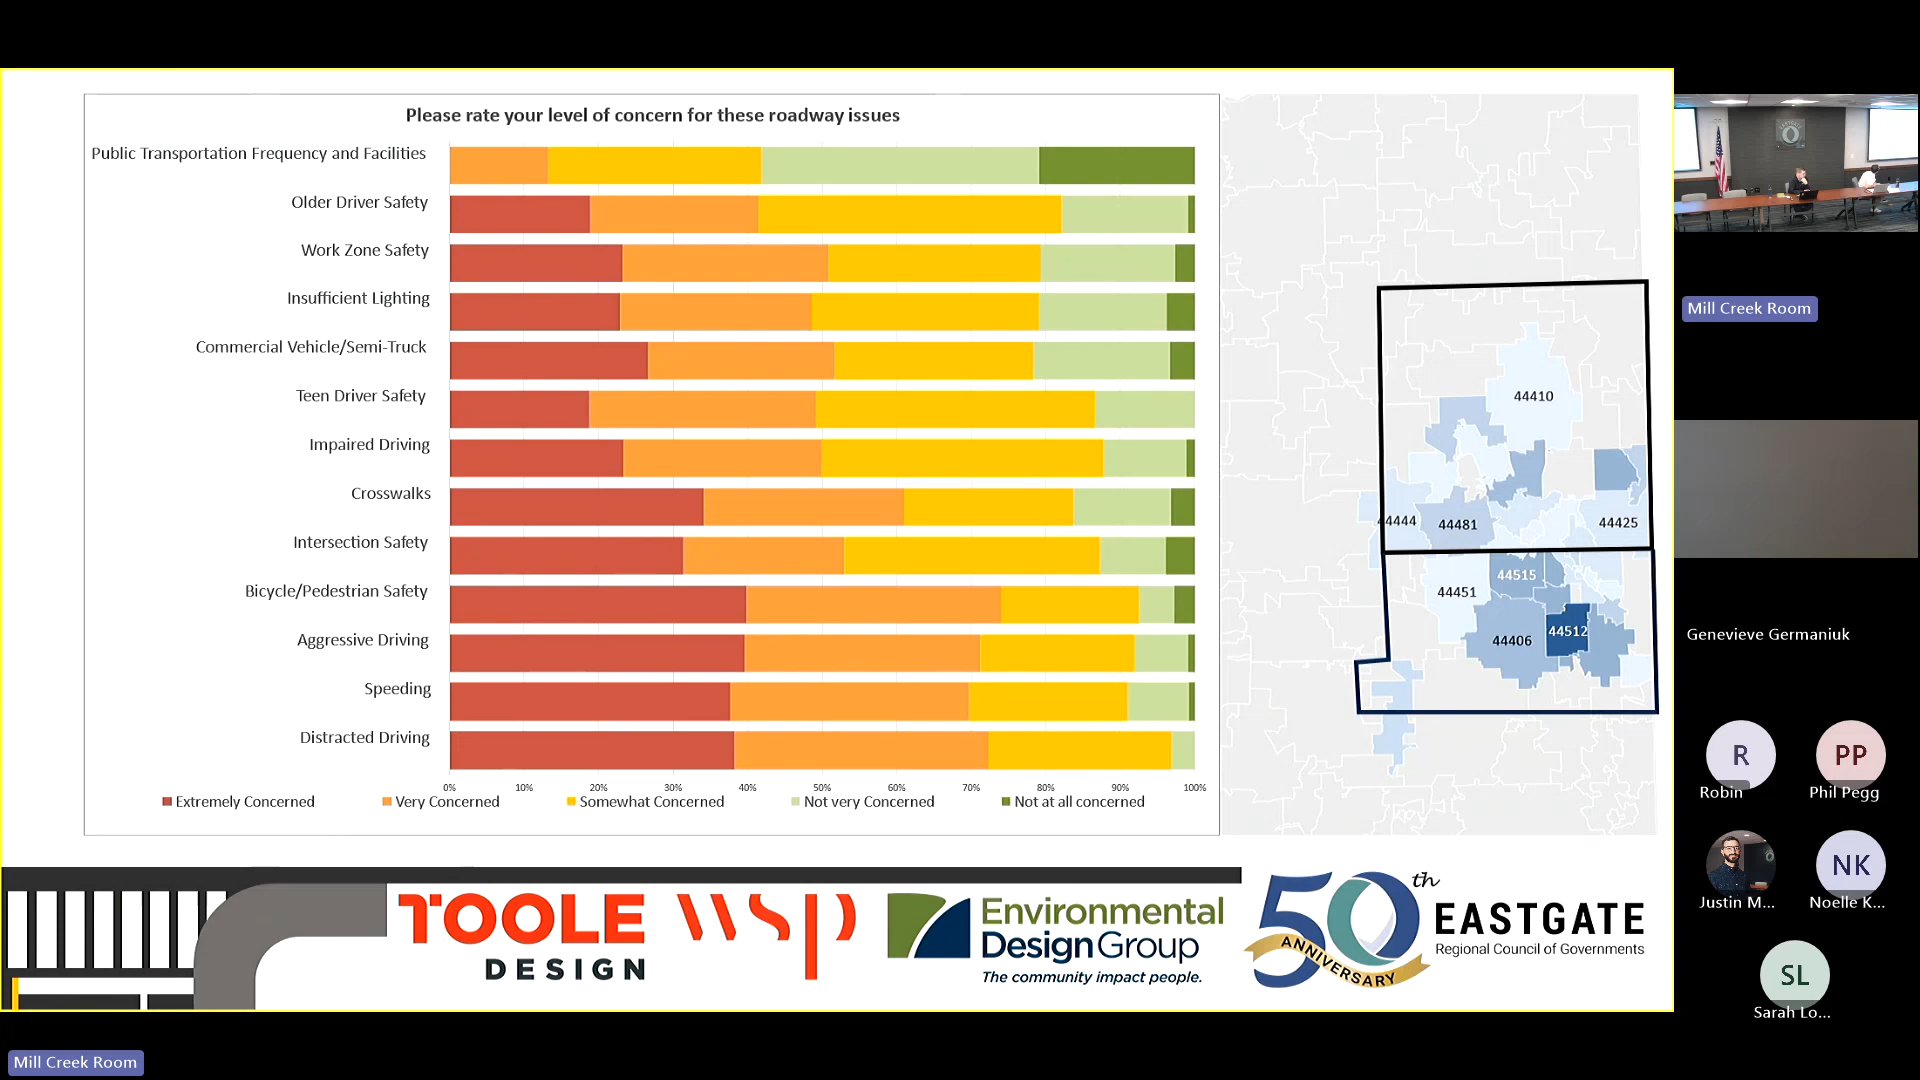 Please rate your level of concern for these roadway issues
Public Transportation Frequency and Facilities
Older Driver Safety
Work Zone Safety
Insufficient Lighting
Commercial Vehicle/Semi-Truck
Teen Driver Safety
Impaired Driving
Crosswalks
Intersection Safety
Bicycle/Pedestrian Safety
Aggressive Driving
Speeding
Distracted Driving
0% 10% 20% 30% 40% 50% 60% 70% 80% 90% 100%
Extremely Concerned Very Concerned Somewhat Concerned Not very Concerned Not at all concerned
44410
44444 44481 44425
44515
44451
44512
44406
TOOLE
DESIGN
wsp
Environmental
Design Group
The community impact people.
50th
ANNIVERSARY
EASTGATE
Regional Council of Governments
Mill Creek Room
Genevieve Germaniuk
R
Robin
PP
Phil Pegg
Justin M...
NK
Noelle K...
SL
Sarah Lo...
Mill Creek Room